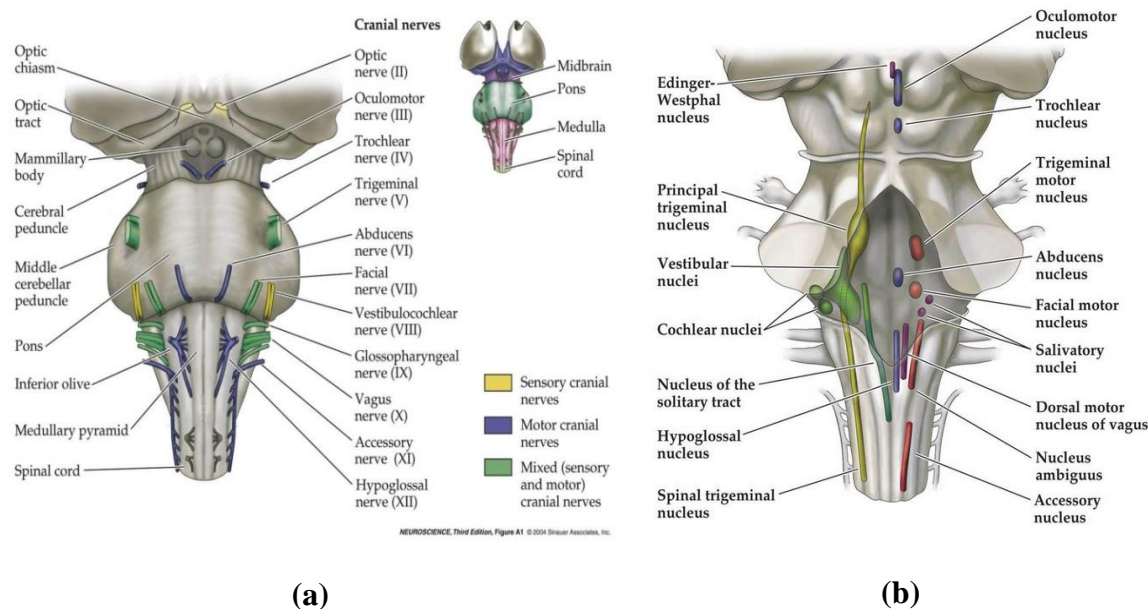 Cranial nerves
Optic
chiasm
Optic
tract
Mammillary
body
Cerebral
peduncle
Middle
cerebellar
peduncle
Pons
Inferior olive
Medullary pyramid
Spinal cord
Optic
nerve (II)
Oculomotor
nerve (III)
Trochlear
nerve (IV)
Trigeminal
nerve (V)
Abducens
nerve (VI)
Facial
nerve (VII)
Vestibulocochlear
nerve (VIII)
Glossopharyngeal
nerve (IX)
Vagus
nerve (X)
Accessory
nerve (XI)
Hypoglossal
nerve (XII)
Midbrain
Pons
Medulla
Spinal
cord
Sensory cranial
nerves
Motor cranial
nerves
Mixed (sensory
and motor)
cranial nerves
NEUROSCIENCE, Third Edition, Figure A1 © 2004 Sinauer Associates, Inc.
(a)
Edinger-
Westphal
nucleus
Principal
trigeminal
nucleus
Vestibular
nuclei
Cochlear nuclei
Nucleus of the
solitary tract
Hypoglossal
nucleus
Spinal trigeminal
nucleus
Oculomotor
nucleus
Trochlear
nucleus
Trigeminal
motor
nucleus
Abducens
nucleus
Facial motor
nucleus
Salivatory
nuclei
Dorsal motor
nucleus of vagus
Nucleus
ambiguus
Accessory
nucleus
(b)